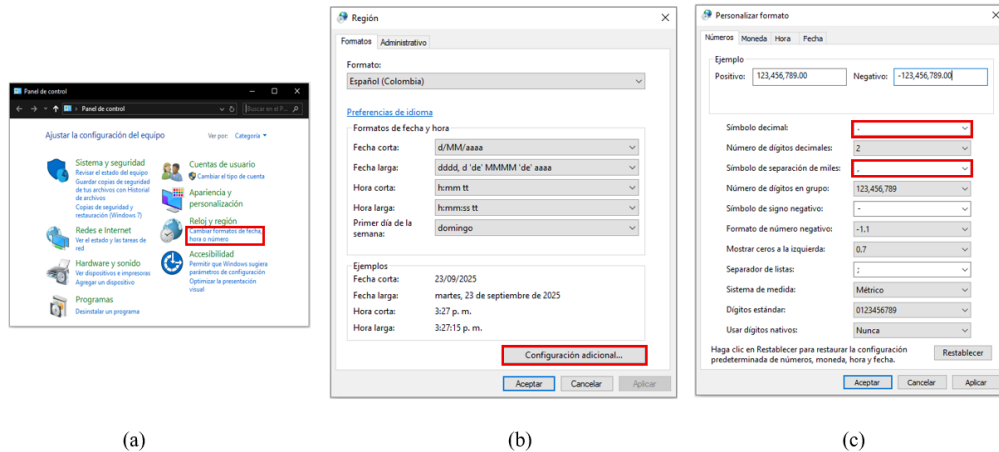 Panel de control
Panel de control
Buscar en el P...
Ajustar la configuración del equipo
Ver por: Categoría
Sistema y seguridad
Revisar el estado del equipo
Guardar copias de seguridad
de tus archivos con Historial
de archivos
Copias de seguridad y
restauración (Windows 7)
Redes e Internet
Ver el estado y las tareas de
red
Hardware y sonido
Ver dispositivos e impresoras
Agregar un dispositivo
Programas
Desinstalar un programa
Cuentas de usuario
Cambiar el tipo de cuenta
Apariencia y
personalización
Reloj y región
Cambiar formatos de fecha,
hora o número
Accesibilidad
Permitir que Windows sugiera
parámetros de configuración
Optimizar la presentación
visual
(a)
Región
Formatos Administrativo
Formato:
Español (Colombia)
Preferencias de idioma
Formatos de fecha y hora
Fecha corta: d/MM/aaaa
Fecha larga: dddd, d 'de' MMMM 'de' aaaa
Hora corta: h:mm tt
Hora larga: h:mm:ss tt
Primer día de la
semana: domingo
Ejemplos
Fecha corta: 23/09/2025
Fecha larga: martes, 23 de septiembre de 2025
Hora corta: 3:27 p. m.
Hora larga: 3:27:15 p. m.
Configuración adicional...
Aceptar Cancelar Aplicar
(b)
Personalizar formato
Números Moneda Hora Fecha
Ejemplo
Positivo: 123,456,789.00 Negativo: -123,456,789.00
Símbolo decimal: .
Número de dígitos decimales: 2
Símbolo de separación de miles: ,
Número de dígitos en grupo: 123,456,789
Símbolo de signo negativo: -
Formato de número negativo: -1.1
Mostrar ceros a la izquierda: 0.7
Separador de listas: ;
Sistema de medida: Métrico
Dígitos estándar: 0123456789
Usar dígitos nativos: Nunca
Haga clic en Restablecer para restaurar la configuración
predeterminada de números, moneda, hora y fecha.
Restablecer
Aceptar Cancelar Aplicar
(c)